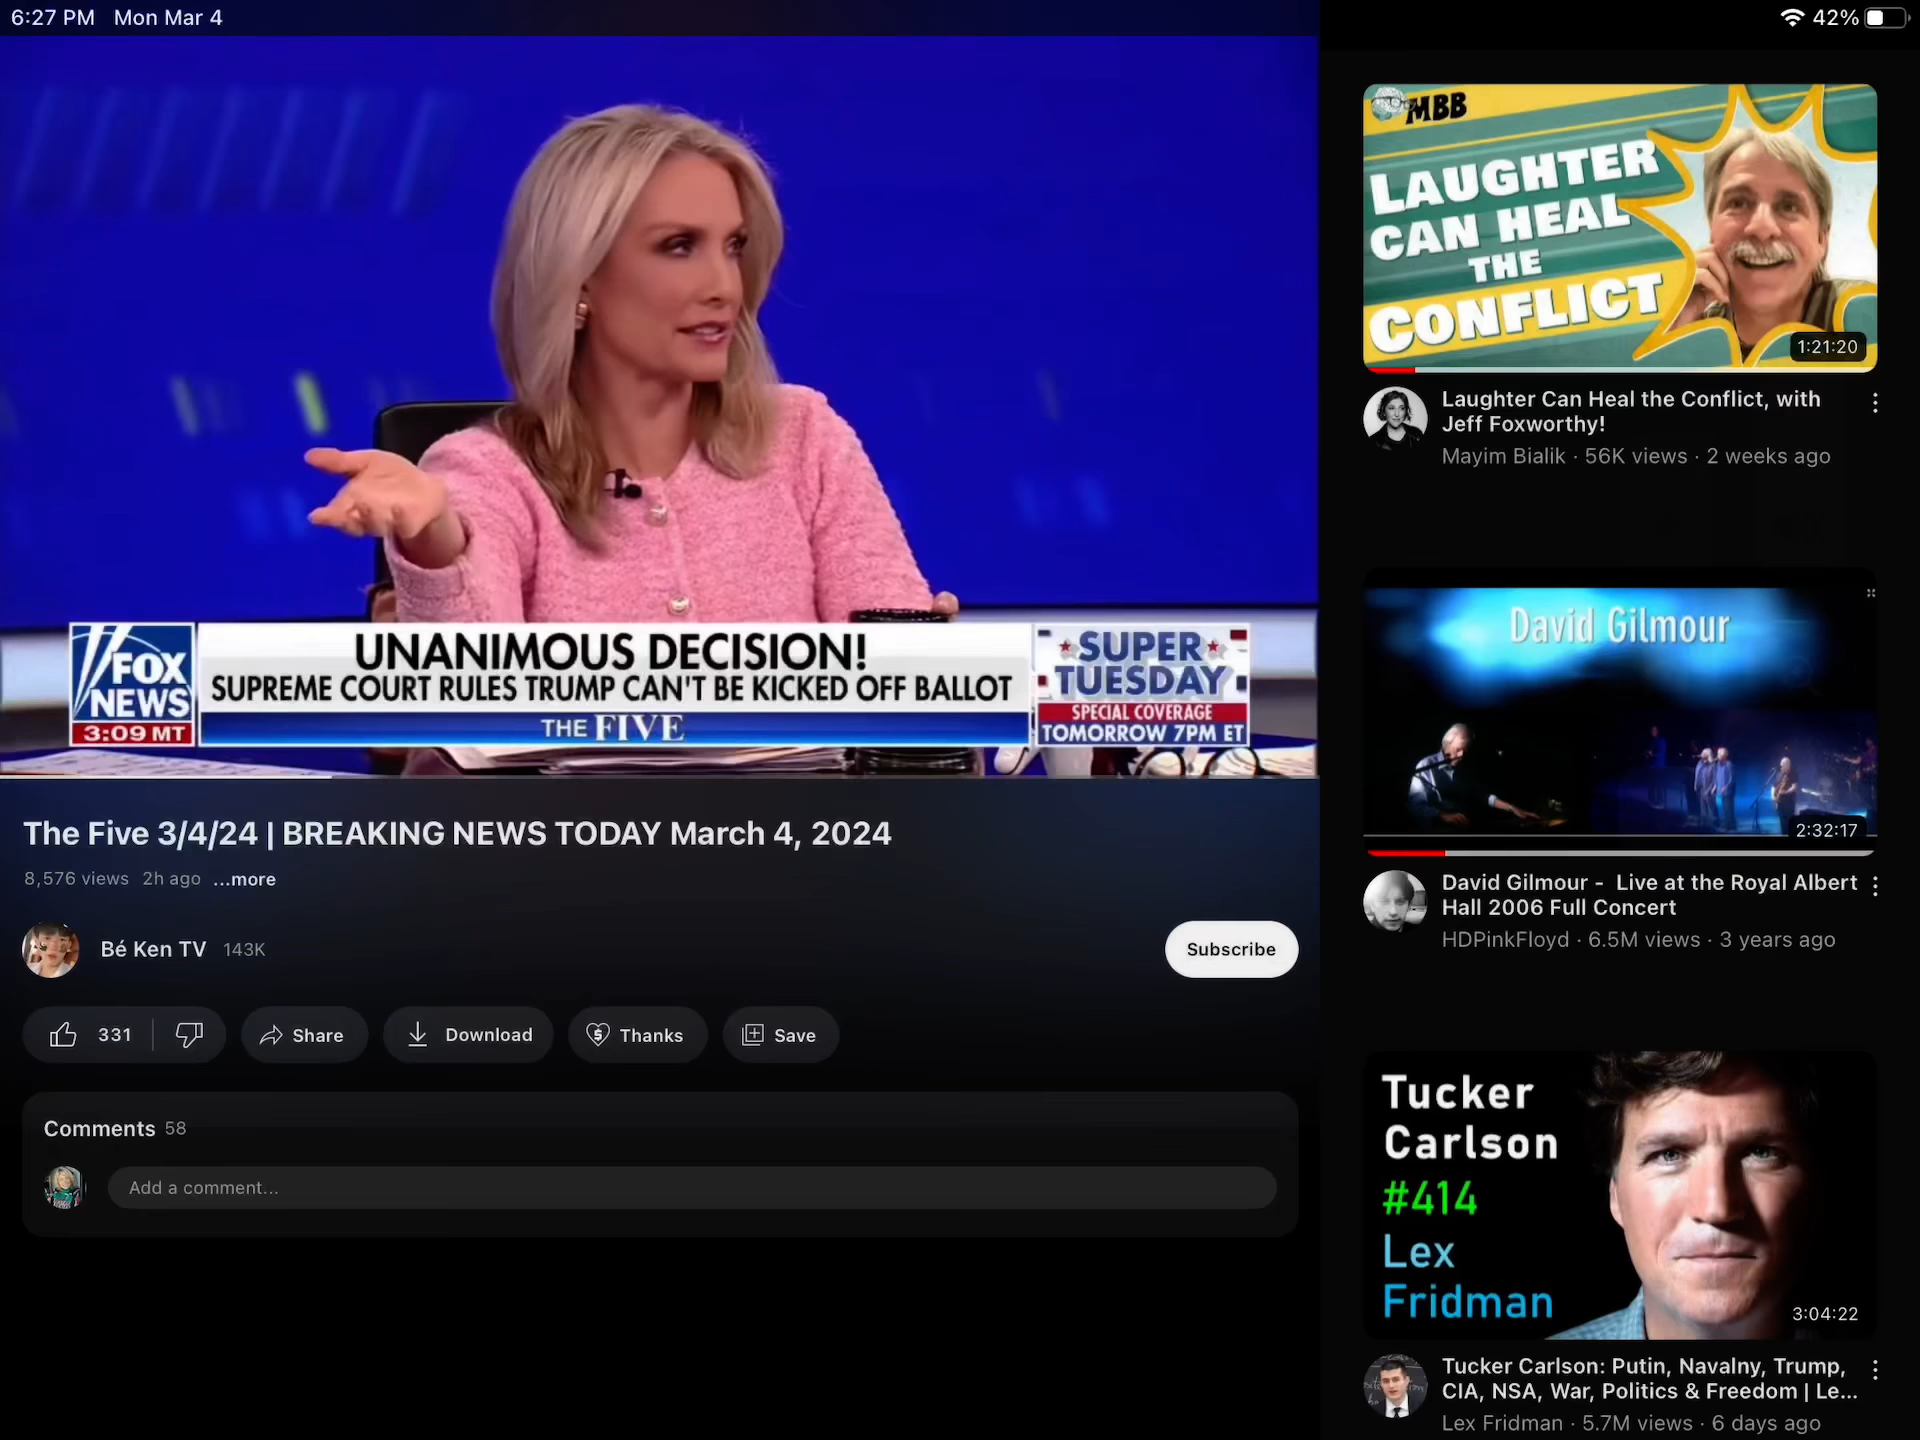 6:27 PM Mon Mar 4
42%
FOX
NEWS
3:09 MT
UNANIMOUS DECISION!
SUPREME COURT RULES TRUMP CAN'T BE KICKED OFF BALLOT
THE FIVE
SUPER
TUESDAY
SPECIAL COVERAGE
TOMORROW 7PM ET
The Five 3/4/24 | BREAKING NEWS TODAY March 4, 2024
8,576 views 2h ago ...more
Bé Ken TV 143K
Subscribe
331
Share
Download
Thanks
Save
Comments 58
Add a comment...
MBB
LAUGHTER
CAN HEAL
THE
CONFLICT
1:21:20
Laughter Can Heal the Conflict, with
Jeff Foxworthy!
Mayim Bialik · 56K views · 2 weeks ago
David Gilmour
2:32:17
David Gilmour - Live at the Royal Albert
Hall 2006 Full Concert
HDPinkFloyd · 6.5M views · 3 years ago
Tucker
Carlson
#414
Lex
Fridman
3:04:22
Tucker Carlson: Putin, Navalny, Trump,
CIA, NSA, War, Politics & Freedom | Le...
Lex Fridman · 5.7M views · 6 days ago